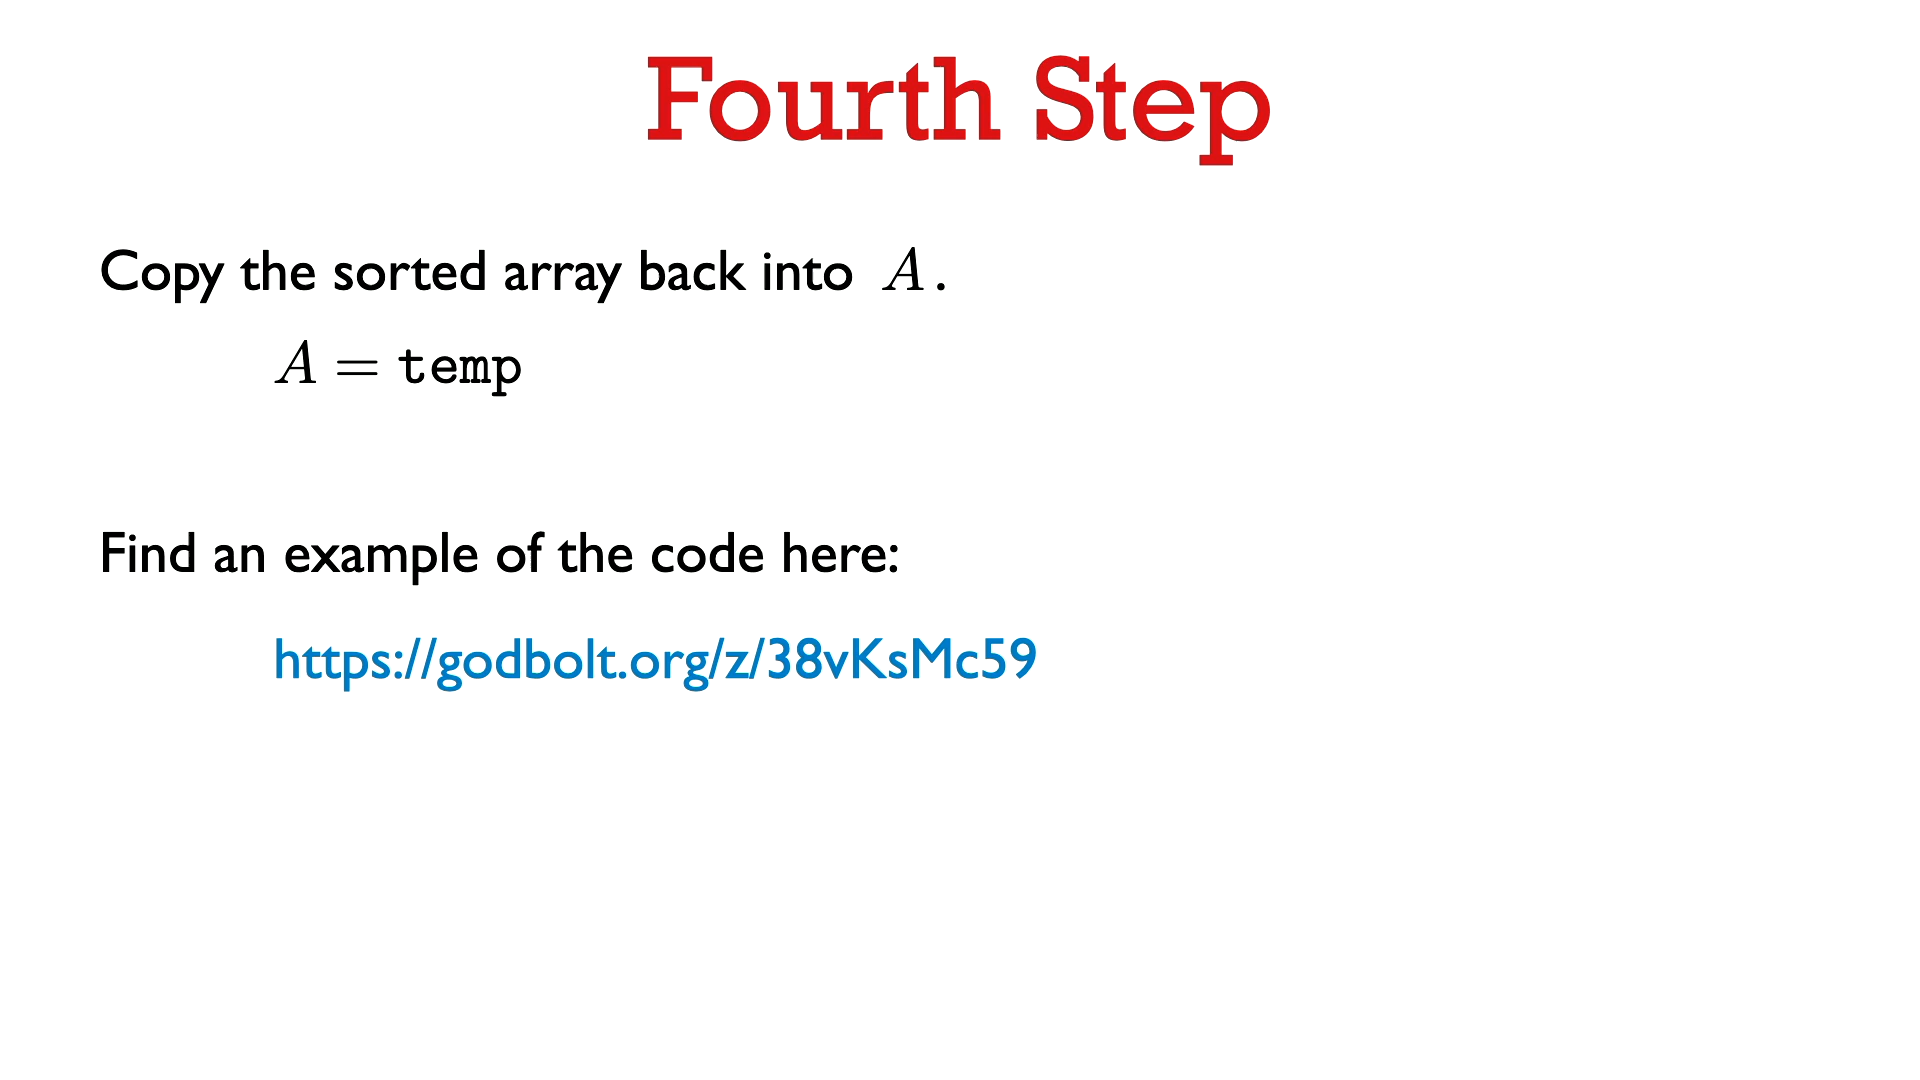 Fourth Step
Copy the sorted array back into A.
A = temp
Find an example of the code here:
https://godbolt.org/z/38vKsMc59